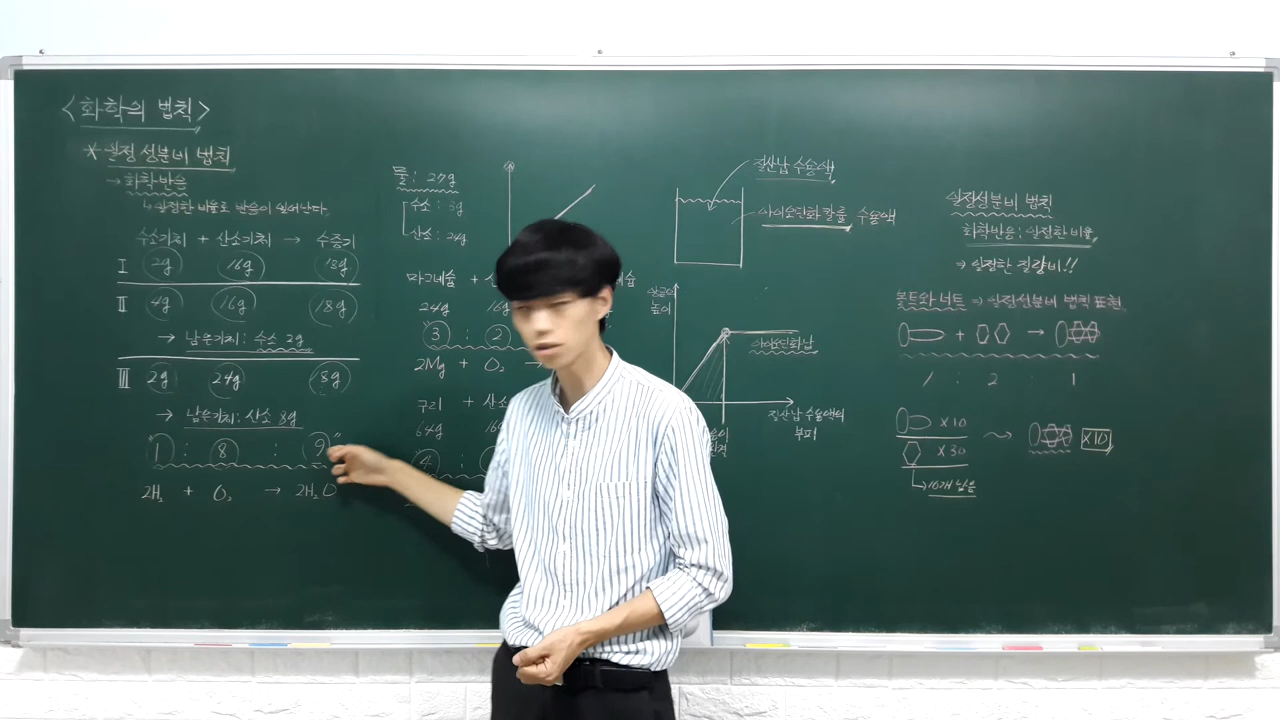 <화학의 법칙>
* 일정 성분비 법칙
→ 화학반응
↳ 일정한 비율로 반응이 일어난다.
수소기체 + 산소기체 → 수증기
I 2g 16g 18g
II 4g 16g 18g
→ 남은기체: 수소 2g
III 2g 24g 18g
→ 남은기체: 산소 8g
"1 : 8 : 9"
2H₂ + O₂ → 2H₂O
물: 27g
수소: 3g
산소: 24g
마그네슘 +
24g 16g
3 : 2
2Mg + O₂ →
구리 + 산소
64g 16g
4 :
질산납 수용액
아이오딘화 칼륨 수용액
앙금의
높이
아이오딘화납
질산납 수용액의
부피
일정성분비 법칙
화학반응: 일정한 비율
⇒ 일정한 질량비!!
볼트와 너트 ⇒ 일정성분비 법칙 표현
+ →
1 : 2 : 1
×10
×30
×10
→ 10개 남음